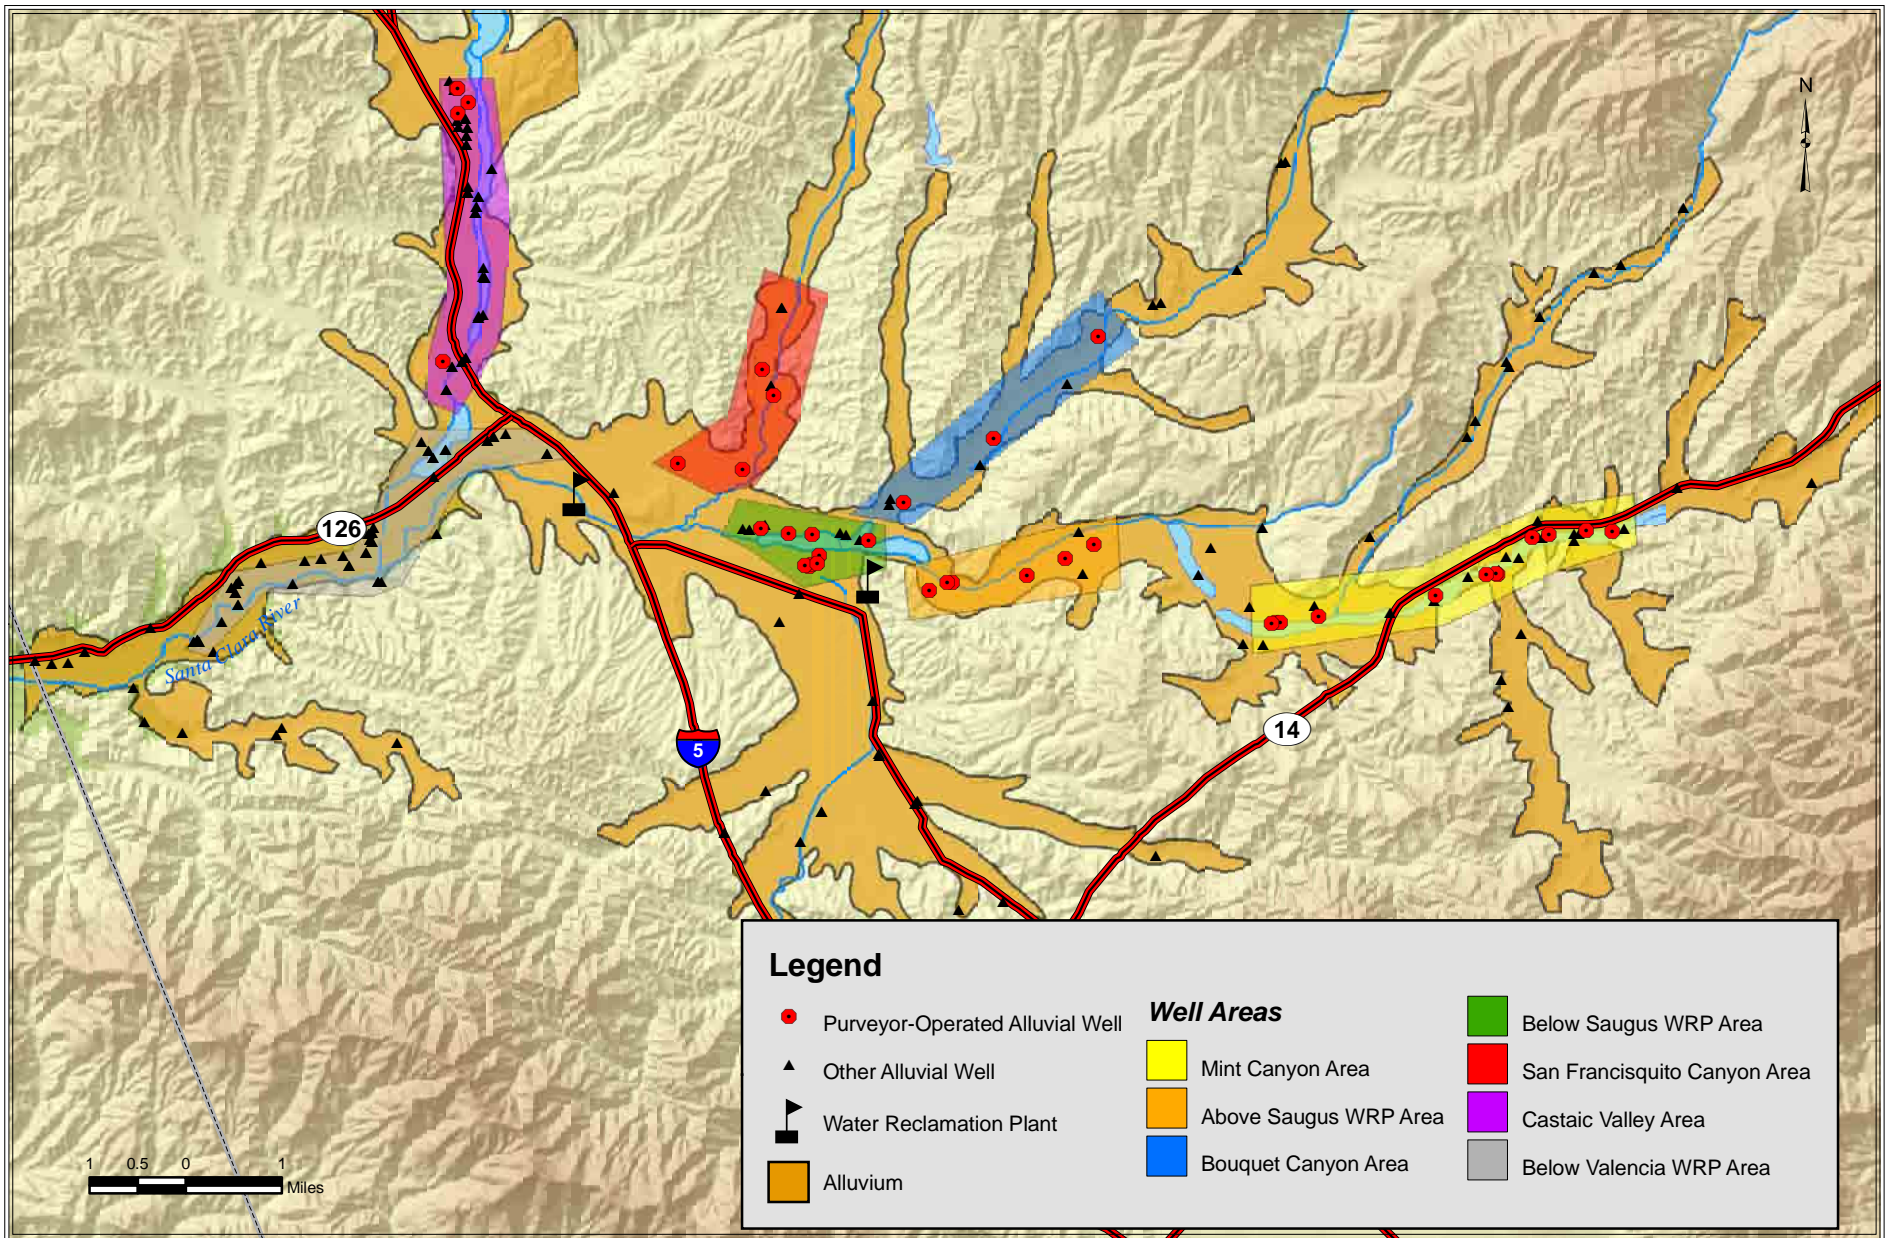 N
126
Santa Clara River
5
14
Legend
Purveyor-Operated Alluvial Well
Other Alluvial Well
Water Reclamation Plant
Alluvium
Well Areas
Mint Canyon Area
Above Saugus WRP Area
Bouquet Canyon Area
Below Saugus WRP Area
San Francisquito Canyon Area
Castaic Valley Area
Below Valencia WRP Area
1 0.5 0 1
Miles